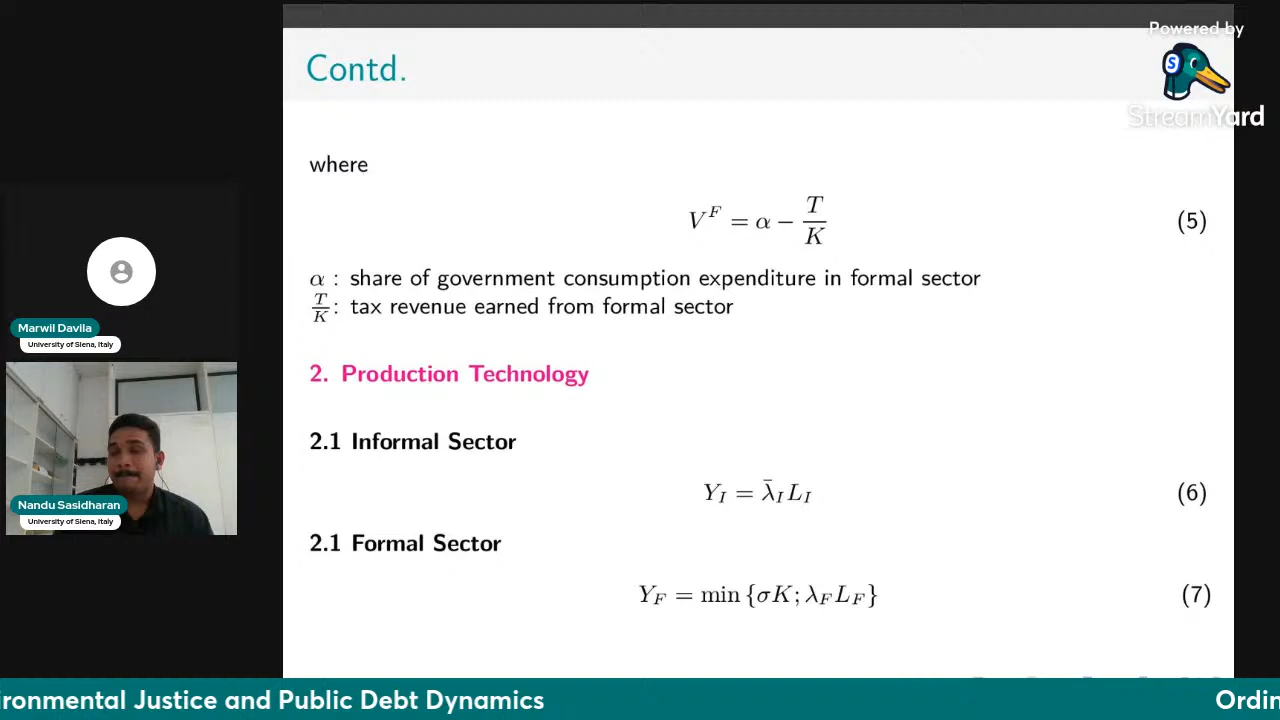 Powered by
StreamYard
Contd.
where
V^F = α − T/K (5)
α : share of government consumption expenditure in formal sector
T/K : tax revenue earned from formal sector
2. Production Technology
2.1 Informal Sector
Y_I = λ̄_I L_I (6)
2.1 Formal Sector
Y_F = min {σK; λ_F L_F} (7)
Marwil Davila
University of Siena, Italy
Nandu Sasidharan
University of Siena, Italy
ironmental Justice and Public Debt Dynamics
Ordin